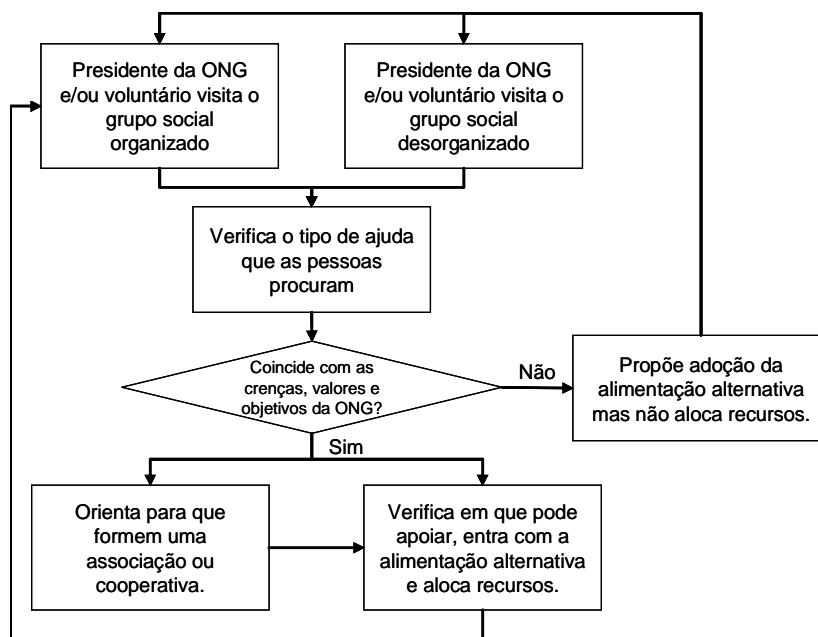 Presidente da ONG
e/ou voluntário visita o
grupo social
organizado
Presidente da ONG
e/ou voluntário visita o
grupo social
desorganizado
Verifica o tipo de ajuda
que as pessoas
procuram
Coincide com as
crenças, valores e
objetivos da ONG?
Não
Propõe adoção da
alimentação alternativa
mas não aloca recursos.
Sim
Orienta para que
formem uma
associação ou
cooperativa.
Verifica em que pode
apoiar, entra com a
alimentação alternativa
e aloca recursos.